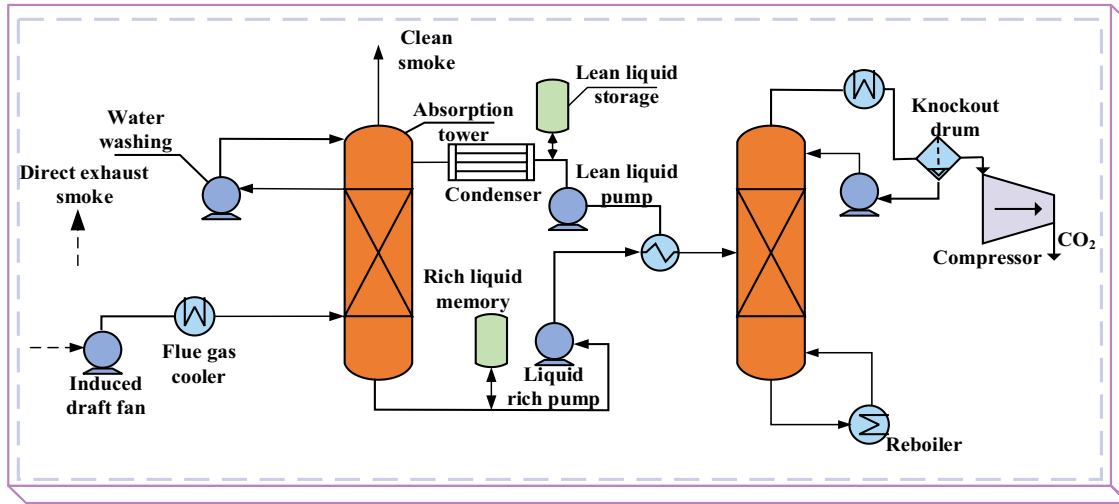 Clean
smoke
Lean liquid
storage
Absorption
tower
Knockout
drum
Water
washing
Direct exhaust
smoke
Condenser
Lean liquid
pump
CO₂
Compressor
Rich liquid
memory
Flue gas
cooler
Induced
draft fan
Liquid
rich pump
Reboiler